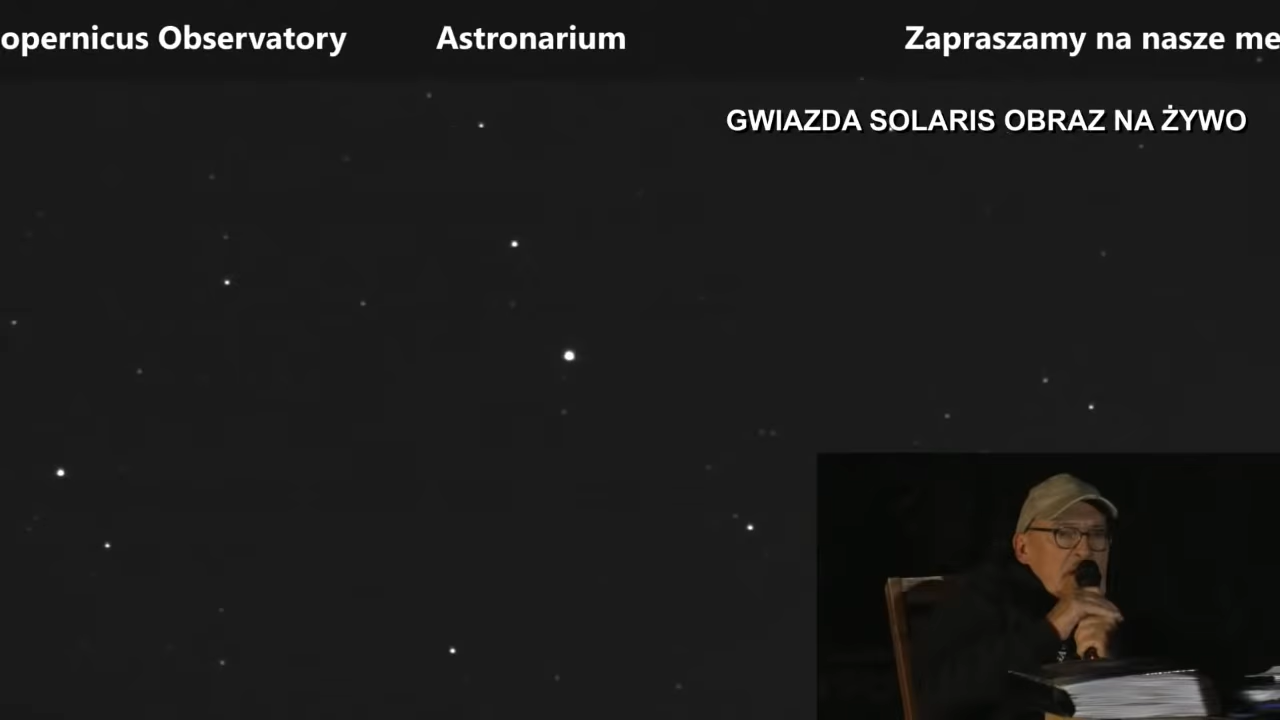 opernicus Observatory Astronarium Zapraszamy na nasze me
GWIAZDA SOLARIS OBRAZ NA ŻYWO